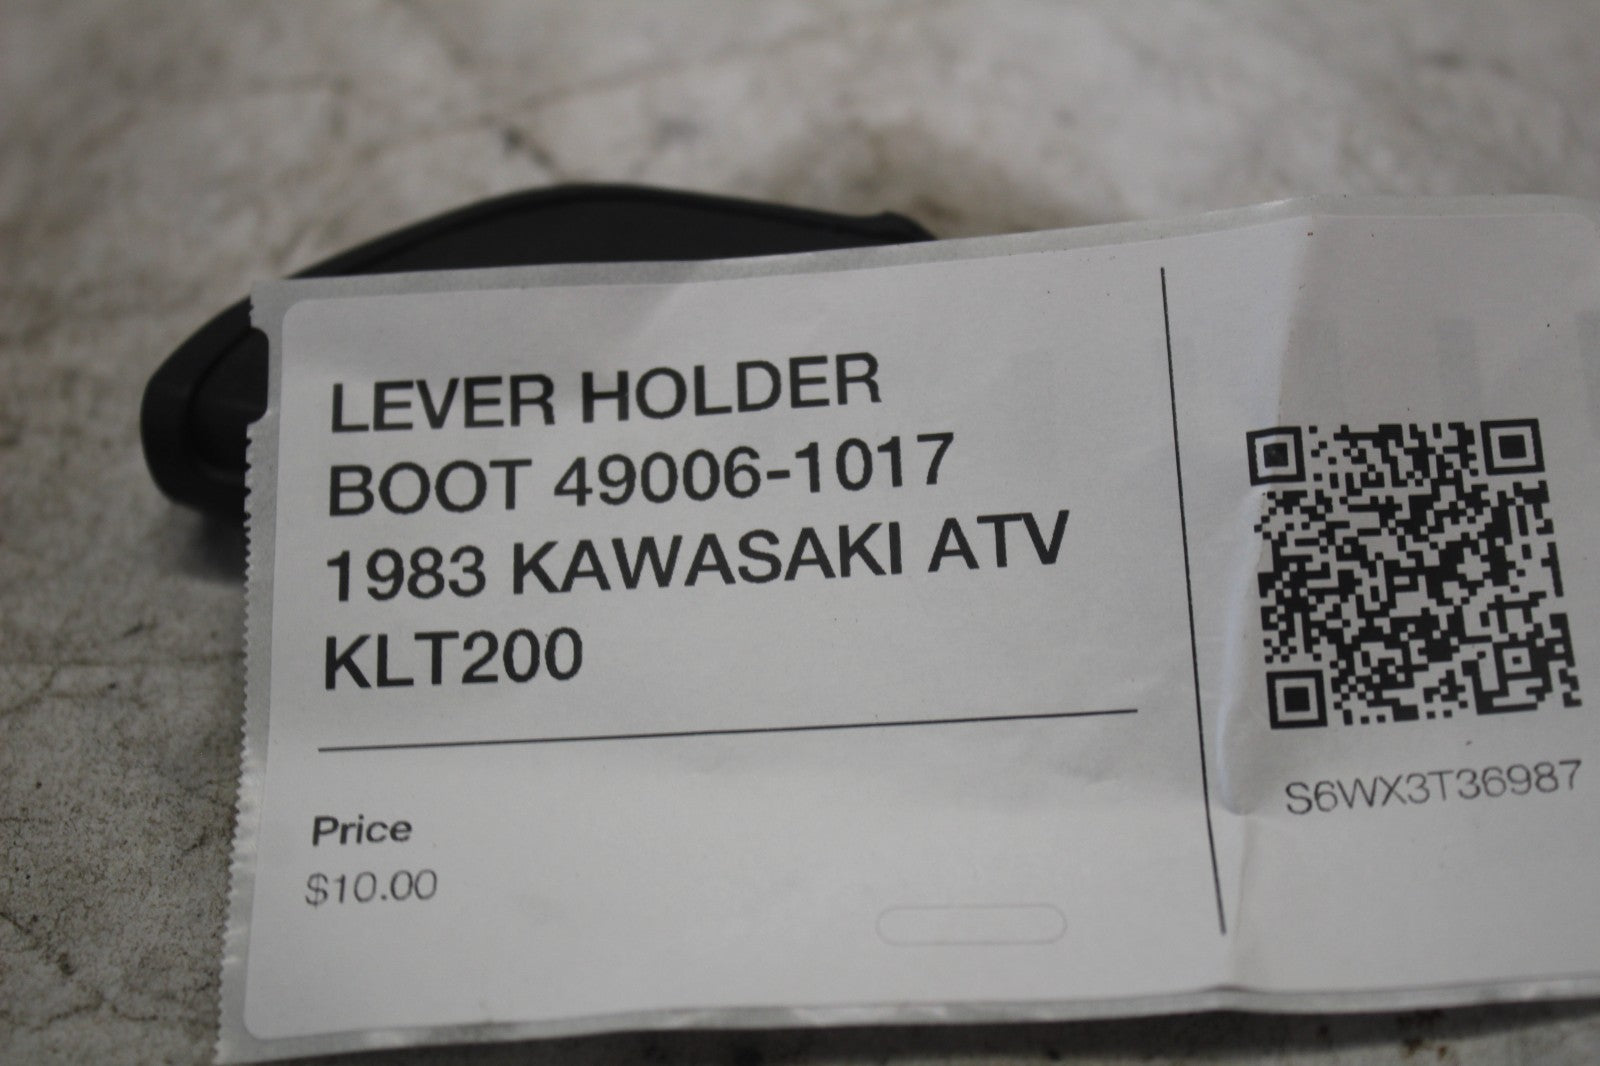 LEVER HOLDER
BOOT 49006-1017
1983 KAWASAKI ATV
KLT200
Price
$10.00
S6WX3T36987